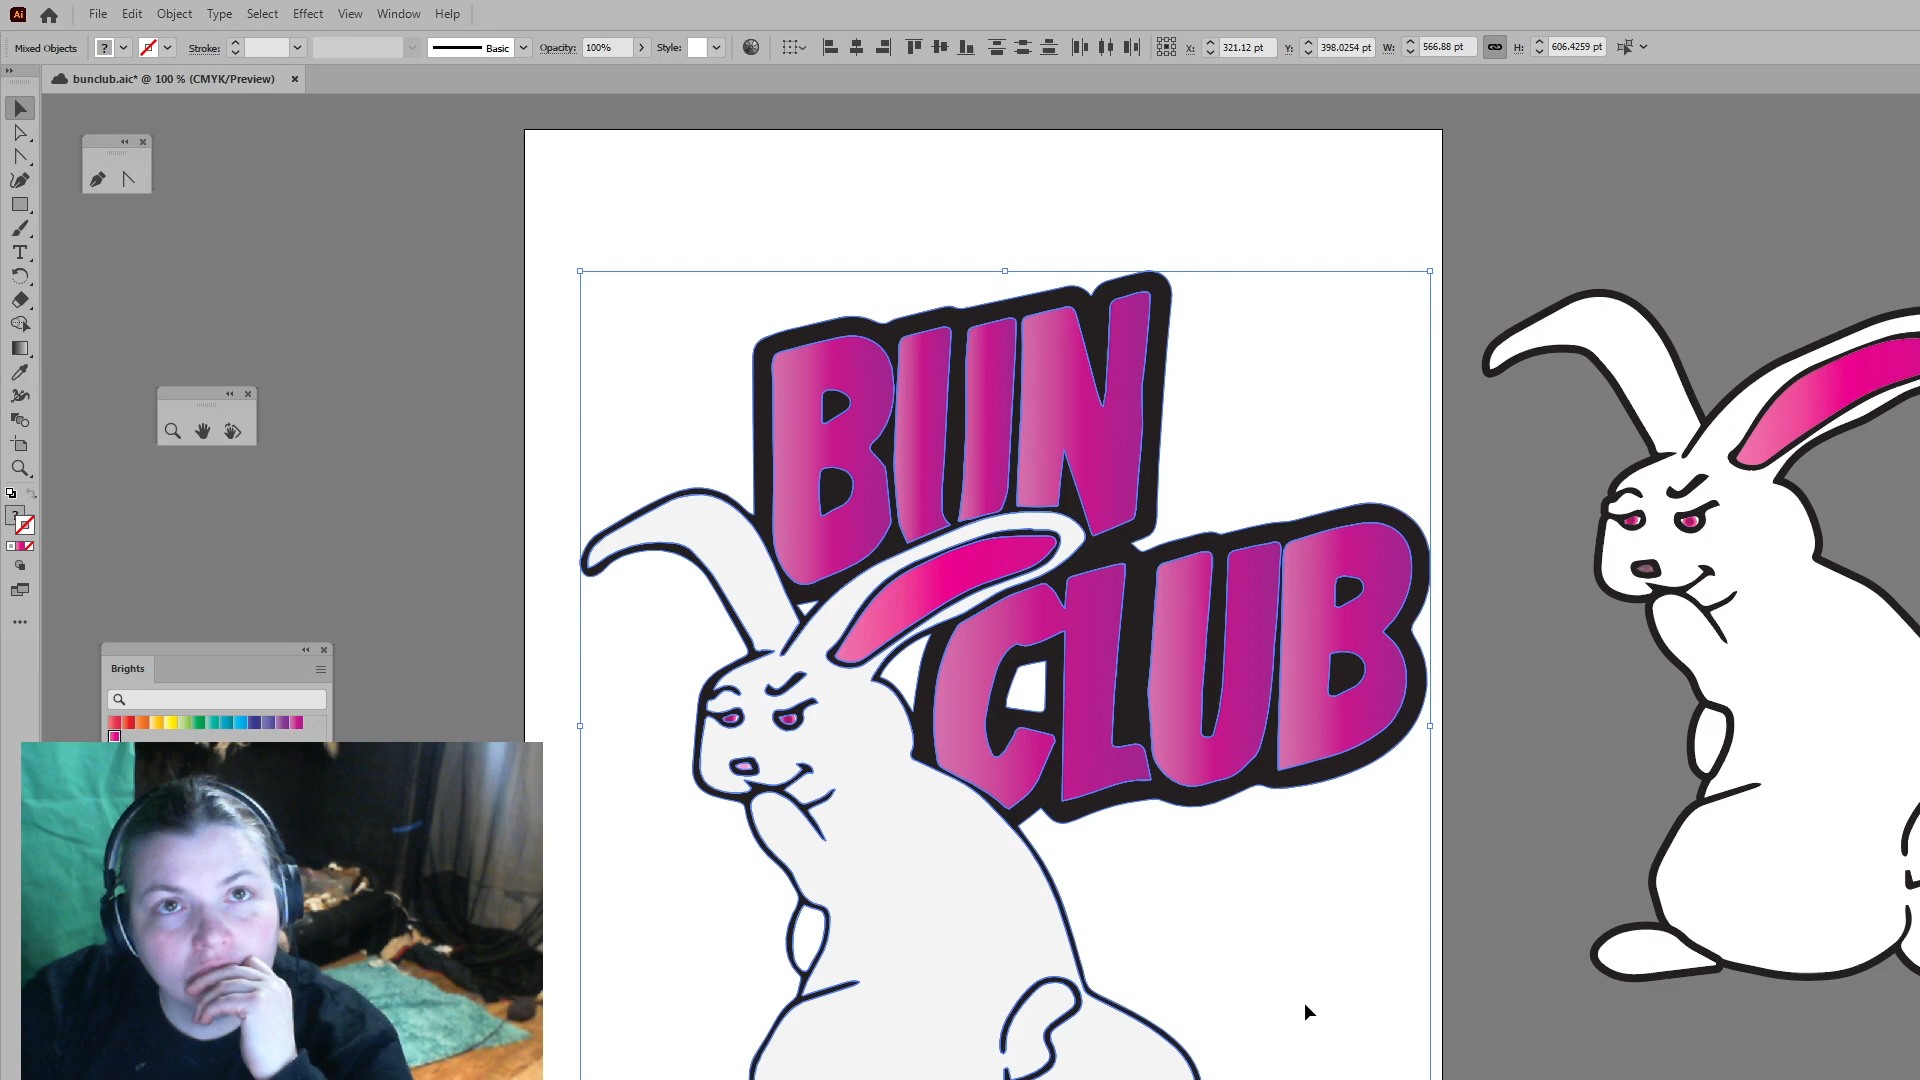 Ai File Edit Object Type Select Effect View Window Help
Mixed Objects ? Stroke: Basic Opacity: 100% Style: X: 321.12 pt Y: 398.0254 pt W: 566.88 pt H: 606.4259 pt
bunclub.aic* @ 100 % (CMYK/Preview)
BUN
CLUB
Brights